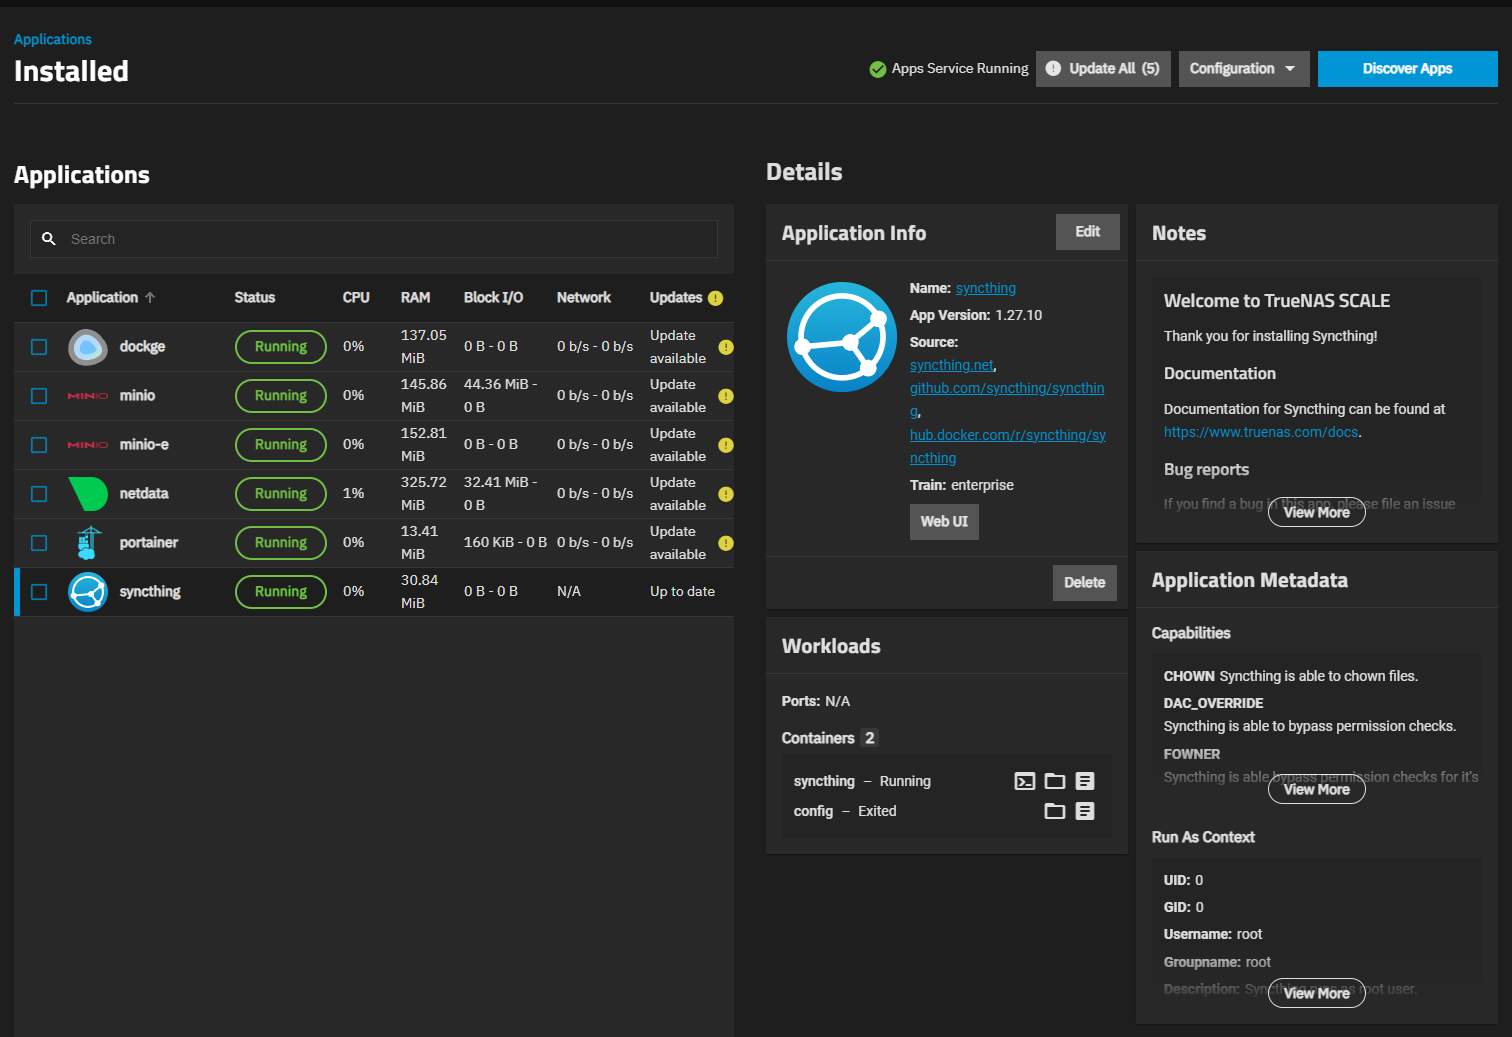 Applications
Installed
Apps Service Running
Update All (5)
Configuration
Discover Apps
Applications
Search
Application Status CPU RAM Block I/O Network Updates
dockge Running 0% 137.05 MiB 0 B - 0 B 0 b/s - 0 b/s Update available
MINIO minio Running 0% 145.86 MiB 44.36 MiB - 0 B 0 b/s - 0 b/s Update available
MINIO minio-e Running 0% 152.81 MiB 0 B - 0 B 0 b/s - 0 b/s Update available
netdata Running 1% 325.72 MiB 32.41 MiB - 0 B 0 b/s - 0 b/s Update available
portainer Running 0% 13.41 MiB 160 KiB - 0 B 0 b/s - 0 b/s Update available
syncthing Running 0% 30.84 MiB 0 B - 0 B N/A Up to date
Details
Application Info
Edit
Name: syncthing
App Version: 1.27.10
Source:
syncthing.net,
github.com/syncthing/syncthin
g,
hub.docker.com/r/syncthing/sy
ncthing
Train: enterprise
Web UI
Delete
Workloads
Ports: N/A
Containers 2
syncthing – Running
config – Exited
Notes
Welcome to TrueNAS SCALE
Thank you for installing Syncthing!
Documentation
Documentation for Syncthing can be found at
https://www.truenas.com/docs.
Bug reports
If you find a bug in this app, please file an issue
View More
Application Metadata
Capabilities
CHOWN Syncthing is able to chown files.
DAC_OVERRIDE
Syncthing is able to bypass permission checks.
FOWNER
Syncthing is able bypass permission checks for it's
View More
Run As Context
UID: 0
GID: 0
Username: root
Groupname: root
Description: Syncthing runs as root user.
View More